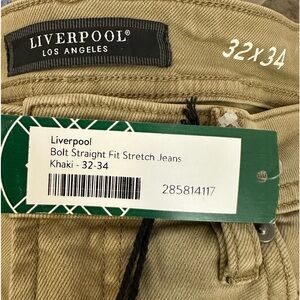 LIVERPOOL®
LOS ANGELES
32x34
Liverpool
Bolt Straight Fit Stretch Jeans
Khaki - 32-34
285814117